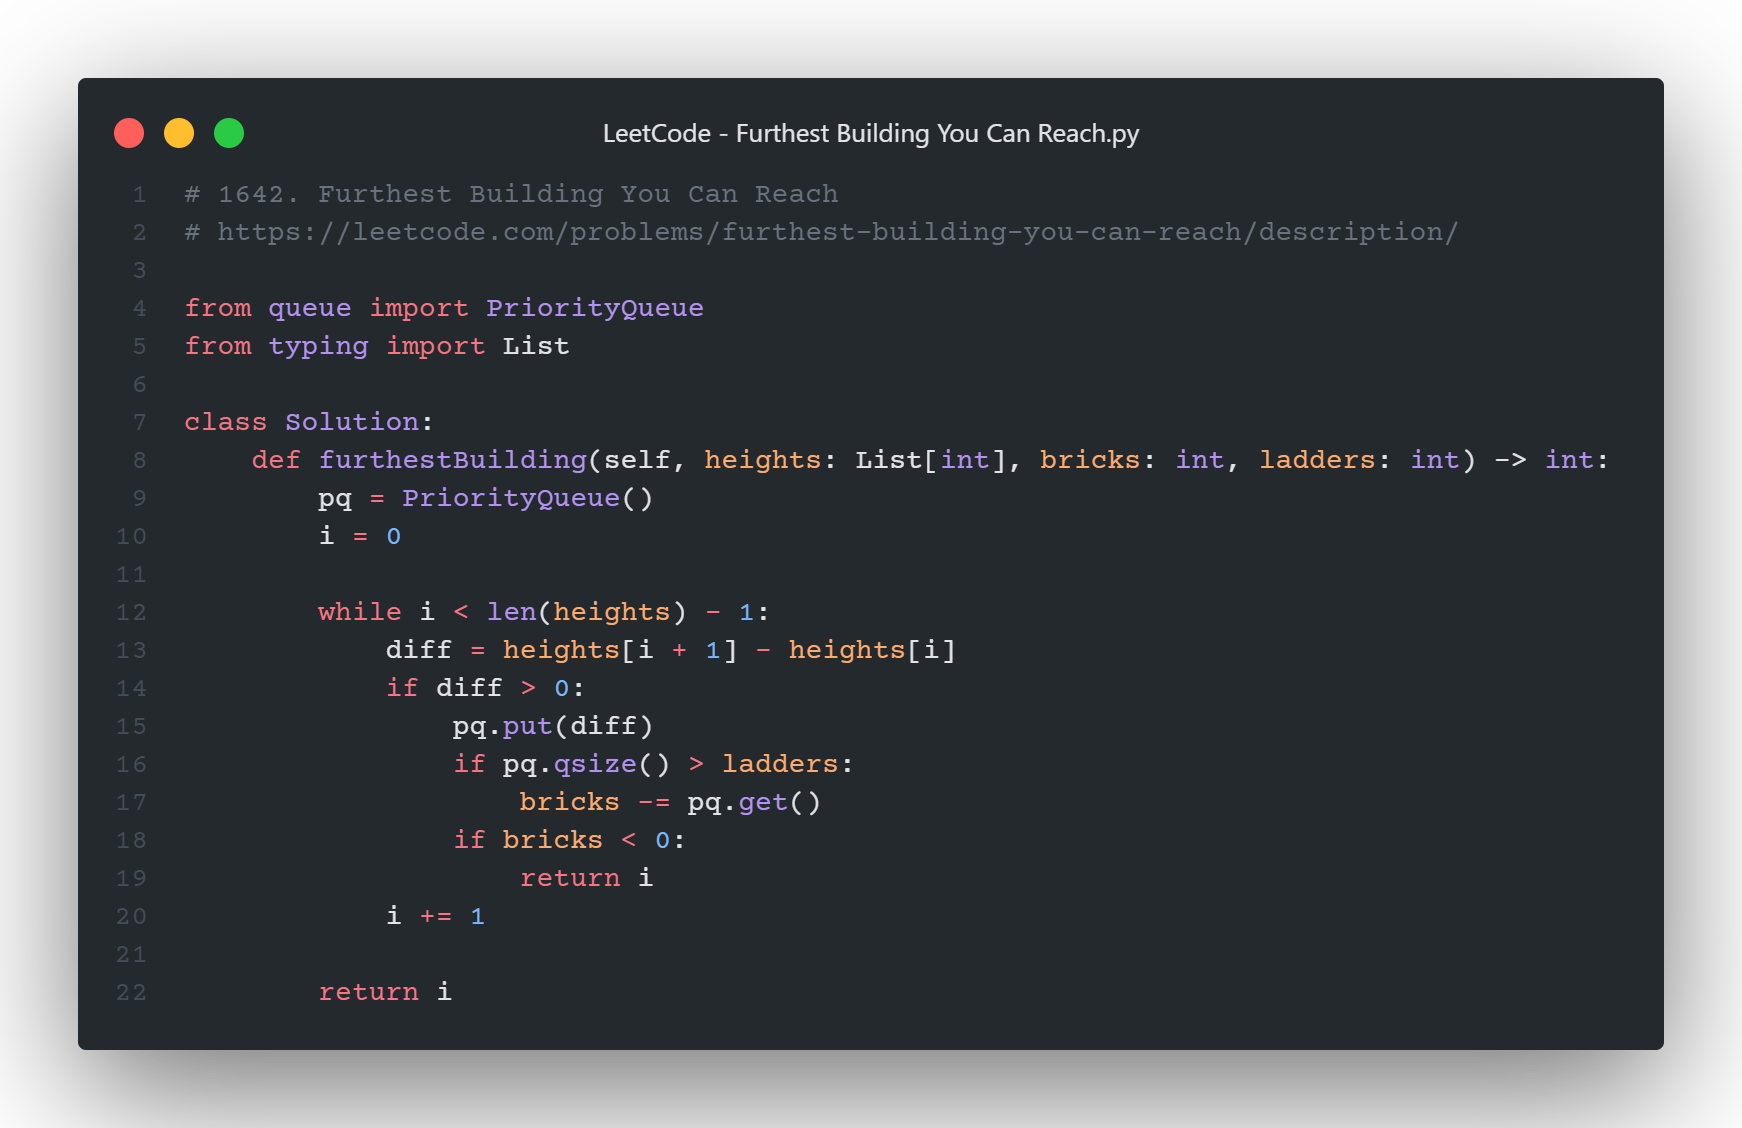 LeetCode - Furthest Building You Can Reach.py
1 # 1642. Furthest Building You Can Reach
2 # https://leetcode.com/problems/furthest-building-you-can-reach/description/
3
4 from queue import PriorityQueue
5 from typing import List
6
7 class Solution:
8     def furthestBuilding(self, heights: List[int], bricks: int, ladders: int) -> int:
9         pq = PriorityQueue()
10         i = 0
11
12         while i < len(heights) - 1:
13             diff = heights[i + 1] - heights[i]
14             if diff > 0:
15                 pq.put(diff)
16                 if pq.qsize() > ladders:
17                     bricks -= pq.get()
18                 if bricks < 0:
19                     return i
20             i += 1
21
22         return i